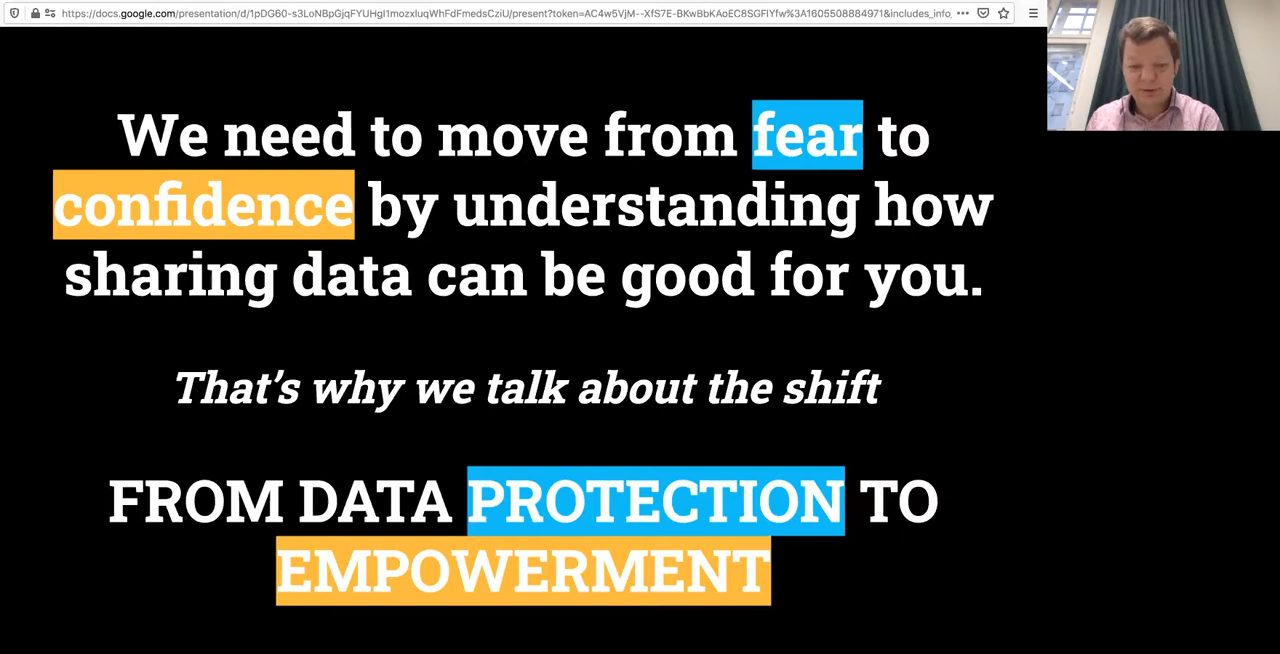 https://docs.google.com/presentation/d/1pDG60-s3LoNBpGjqFYUHgI1mozxluqWhFdFmedsCziU/present?token=AC4w5VjM--XfS7E-BKwBbKAoEC8SGFlYfw%3A1605508884971&includes_info_
We need to move from fear to
confidence by understanding how
sharing data can be good for you.
That’s why we talk about the shift
FROM DATA PROTECTION TO
EMPOWERMENT